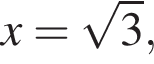 x = √3,